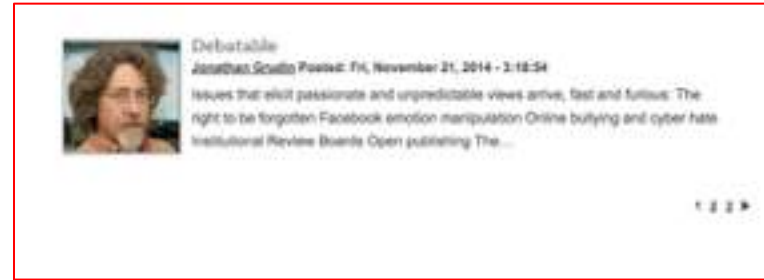 Debatable
Jonathan Grudin Posted: Fri, November 21, 2014 - 3:18:54
Issues that elicit passionate and unpredictable views arrive, fast and furious: The
right to be forgotten Facebook emotion manipulation Online bullying and cyber hate
Institutional Review Boards Open publishing The…
1 2 3